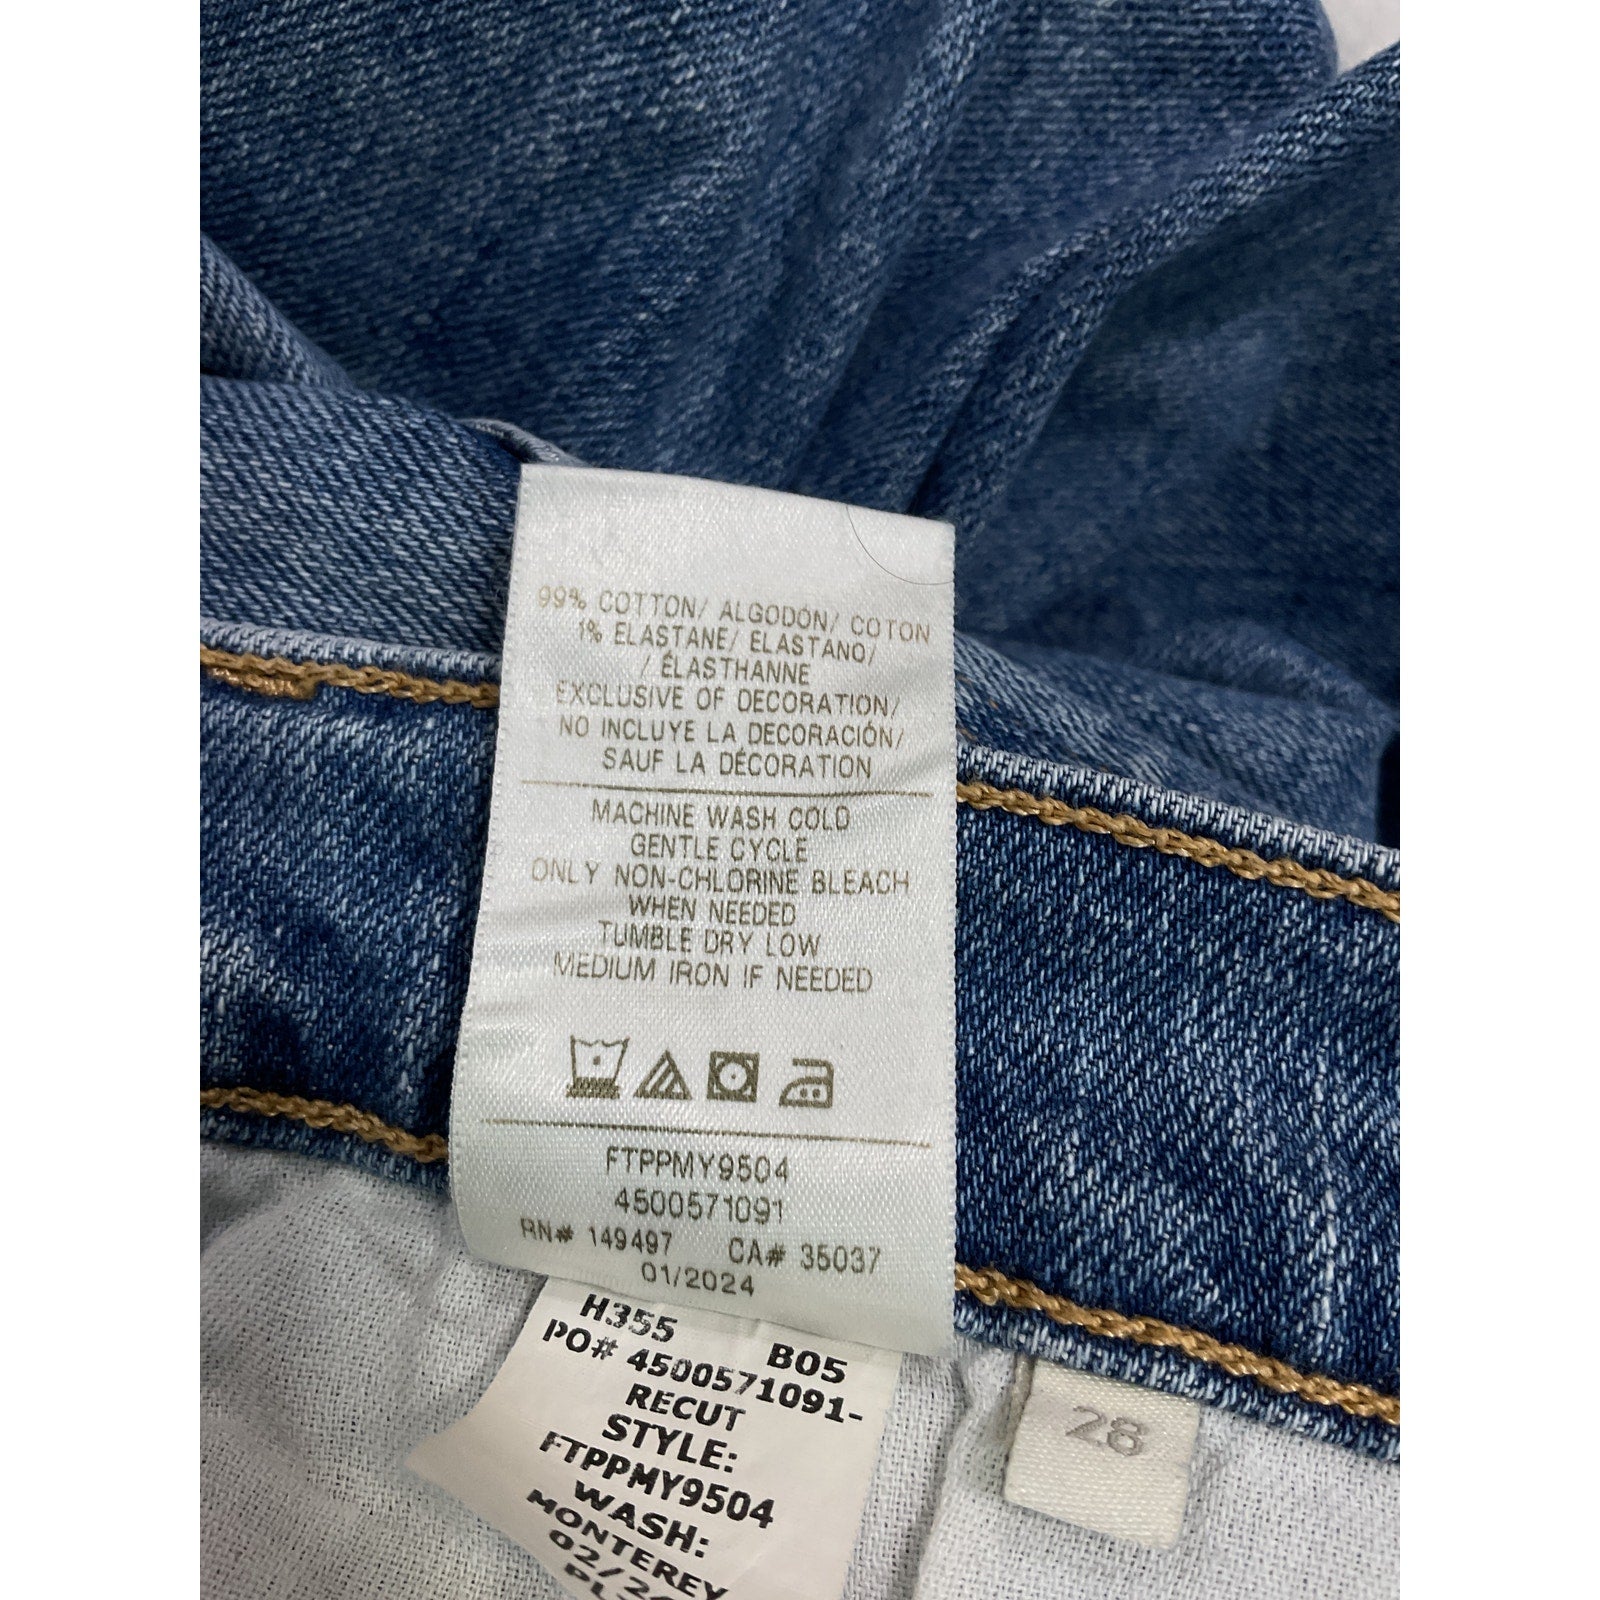 99% COTTON/ ALGODÓN/ COTON
1% ELASTANE/ ELASTANO/
/ ÉLASTHANNE
EXCLUSIVE OF DECORATION/
NO INCLUYE LA DECORACIÓN/
SAUF LA DÉCORATION
MACHINE WASH COLD
GENTLE CYCLE
ONLY NON-CHLORINE BLEACH
WHEN NEEDED
TUMBLE DRY LOW
MEDIUM IRON IF NEEDED
FTPPMY9504
4500571091
RN# 149497 CA# 35037
01/2024
H355 B05
PO# 4500571091-
RECUT
STYLE:
FTPPMY9504
WASH:
MONTEREY
28